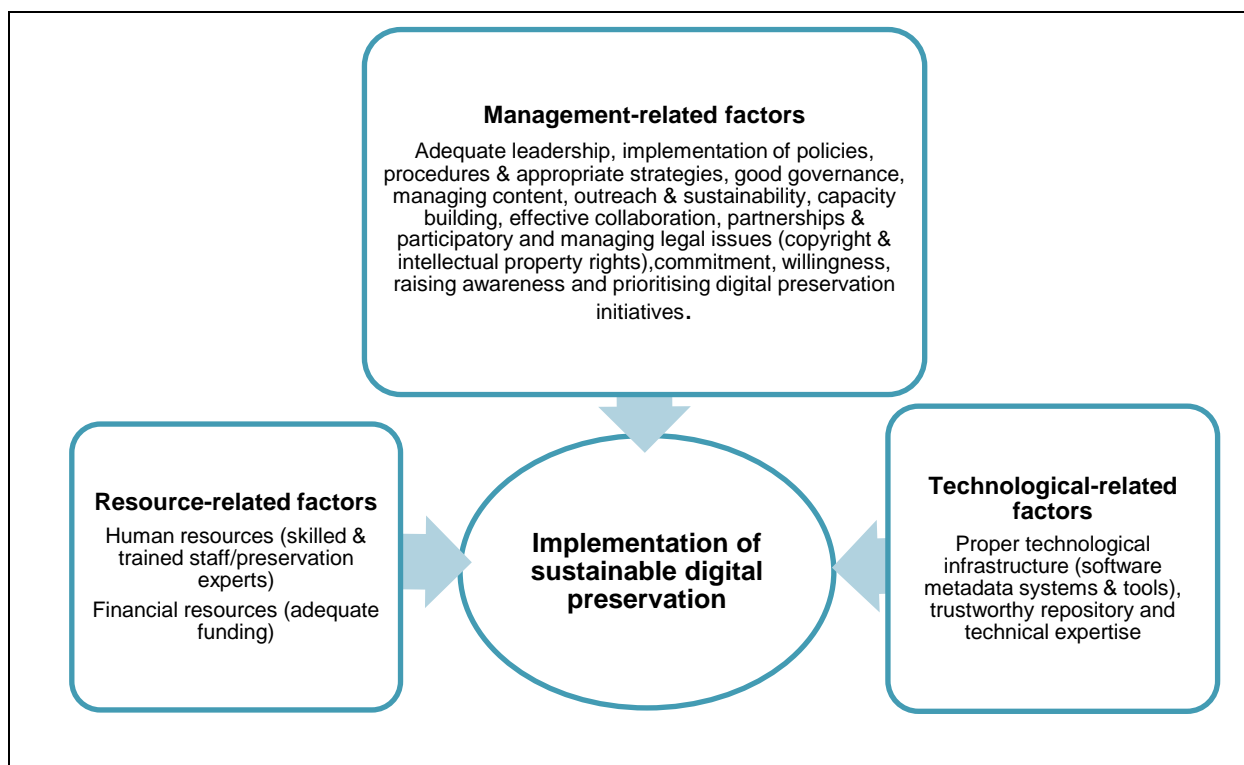 Management-related factors
Adequate leadership, implementation of policies,
procedures & appropriate strategies, good governance,
managing content, outreach & sustainability, capacity
building, effective collaboration, partnerships &
participatory and managing legal issues (copyright &
intellectual property rights),commitment, willingness,
raising awareness and prioritising digital preservation
initiatives.
Resource-related factors
Human resources (skilled &
trained staff/preservation
experts)
Financial resources (adequate
funding)
Implementation of
sustainable digital
preservation
Technological-related
factors
Proper technological
infrastructure (software
metadata systems & tools),
trustworthy repository and
technical expertise